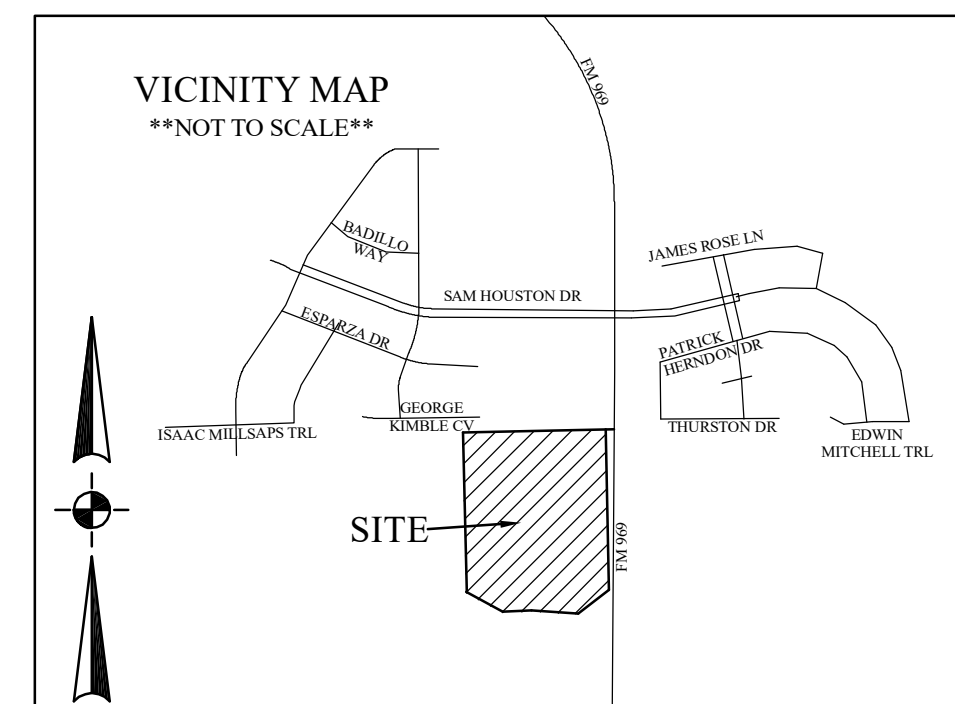 VICINITY MAP
**NOT TO SCALE**
FM 969
BADILLO
WAY
JAMES ROSE LN
SAM HOUSTON DR
ESPARZA DR
PATRICK
HERNDON DR
GEORGE
KIMBLE CV
ISAAC MILLSAPS TRL
THURSTON DR
EDWIN
MITCHELL TRL
SITE
FM 969